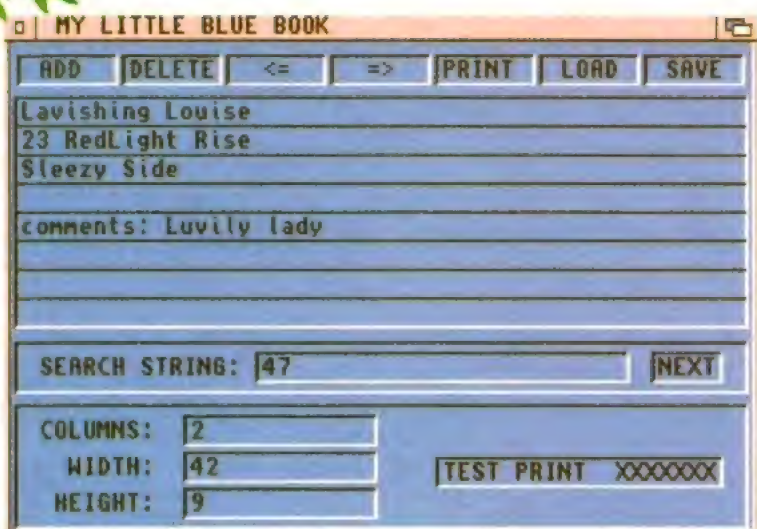 MY LITTLE BLUE BOOK
ADD DELETE <= => PRINT LOAD SAVE
Lavishing Louise
23 RedLight Rise
Sleezy Side
comments: Luvily lady
SEARCH STRING: 47 NEXT
COLUMNS: 2
WIDTH: 42
TEST PRINT XXXXXXX
HEIGHT: 9